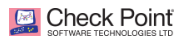 Check Point
SOFTWARE TECHNOLOGIES LTD